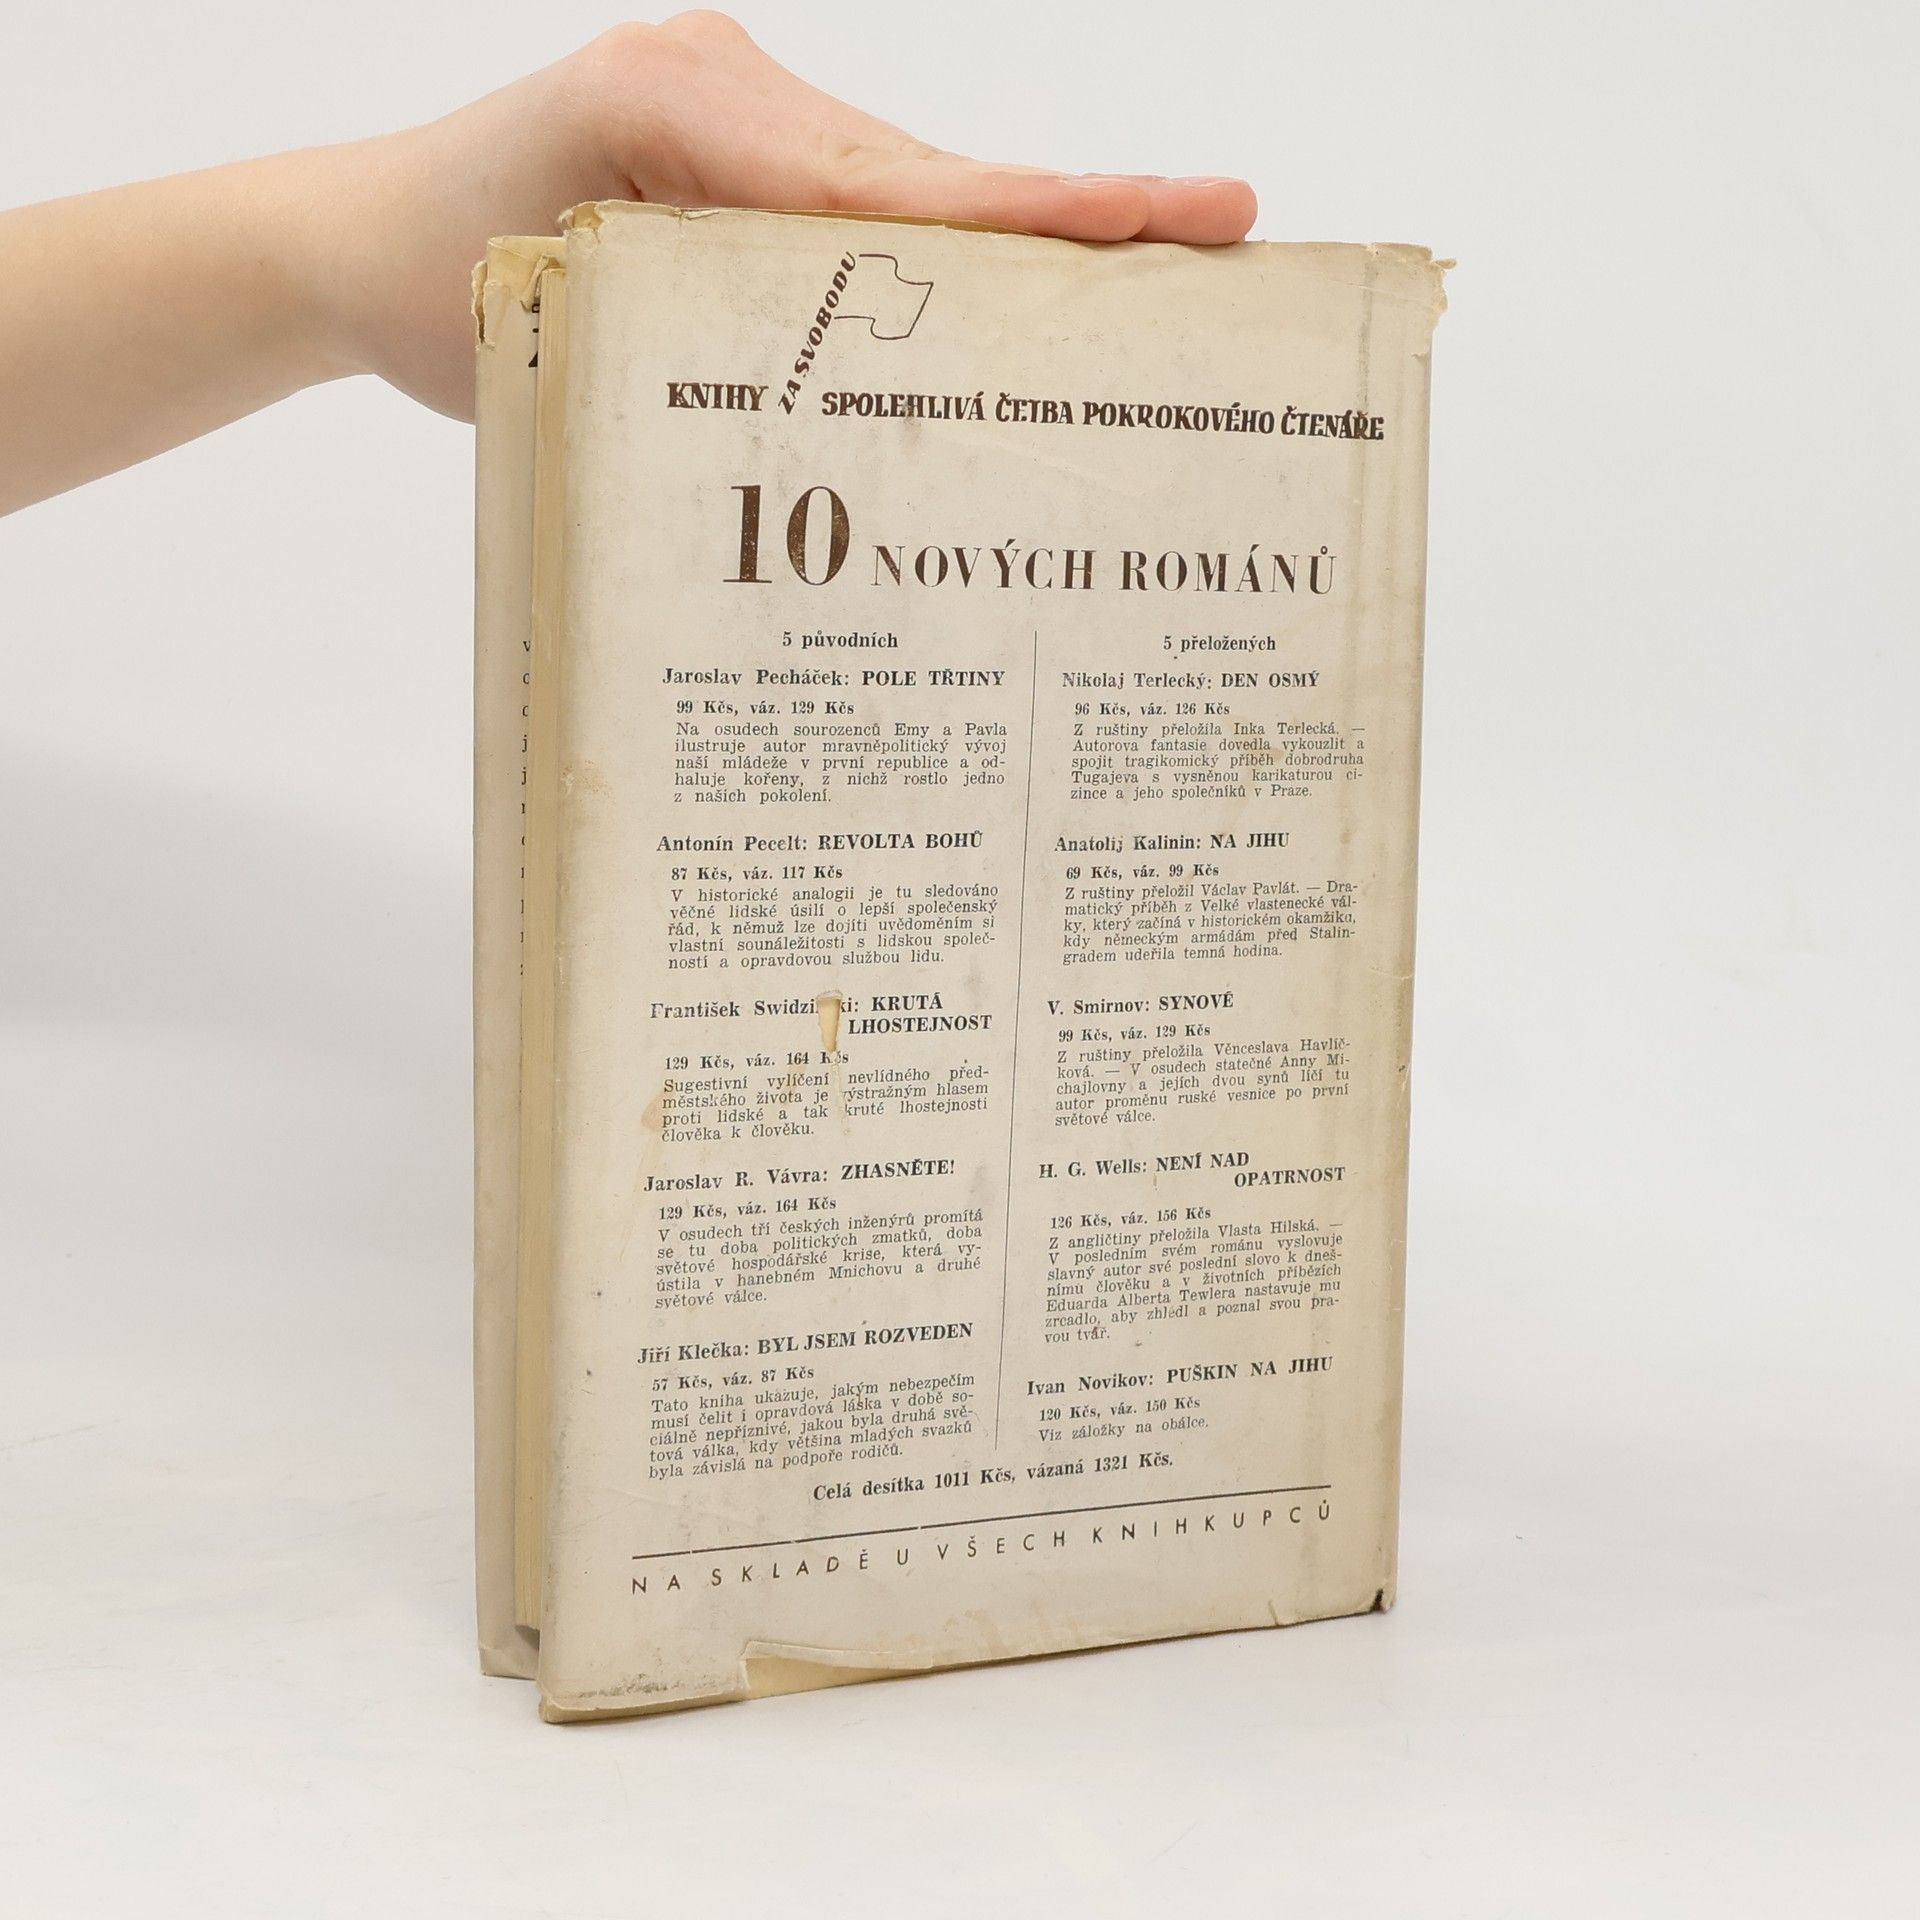 KNIHY ZA SVOBODU SPOLEHLIVÁ ČETBA POKROKOVÉHO ČTENÁŘE
10 NOVÝCH ROMÁNŮ
5 původních
Jaroslav Pecháček: POLE TŘTINY
99 Kčs, váz. 129 Kčs
Na osudech sourozenců Emy a Pavla
ilustruje autor mravněpolitický vývoj
naší mládeže v první republice a od-
haluje kořeny, z nichž rostlo jedno
z našich pokolení.
Antonín Pecelt: REVOLTA BOHŮ
87 Kčs, váz. 117 Kčs
V historické analogii je tu sledováno
věčné lidské úsilí o lepší společenský
řád, k němuž lze dojíti uvědoměním si
vlastní sounáležitosti s lidskou společ-
ností a opravdovou službou lidu.
František KRUTÁ
LHOSTEJNOST
129 Kčs, váz. 164 Kčs
Sugestivní vylíčení nevlídného před-
městského života je výstražným hlasem
proti lidské a tak kruté lhostejnosti
člověka k člověku.
Jaroslav R. Vávra: ZHASNĚTE!
129 Kčs, váz. 164 Kčs
V osudech tří českých inženýrů promítá
se tu doba politických zmatků, doba
světové hospodářské krise, která vy-
ústila v hanebném Mnichovu a druhé
světové válce.
Jiří Klečka: BYL JSEM ROZVEDEN
57 Kčs, váz. 87 Kčs
Tato kniha ukazuje, jakým nebezpečím
musí čelit i opravdová láska v době so-
ciálně nepříznivé, jakou byla druhá svě-
tová válka, kdy většina mladých svazků
byla závislá na podpoře rodičů.
5 přeložených
Nikolaj Terlecký: DEN OSMÝ
96 Kčs, váz. 126 Kčs
Z ruštiny přeložila Inka Terlecká. —
Autorova fantasie dovedla vykouzlit a
spojit tragikomický příběh dobrodruha
Tugajeva s vysněnou karikaturou ci-
zince a jeho společníků v Praze.
Anatolij Kalinin: NA JIHU
69 Kčs, váz. 99 Kčs
Z ruštiny přeložil Václav Pavlát. — Dra-
matický příběh z Velké vlastenecké vál-
ky, který začíná v historickém okamžiku,
kdy německým armádám před Stalin-
gradem udeřila temná hodina.
V. Smirnov: SYNOVÉ
99 Kčs, váz. 129 Kčs
Z ruštiny přeložila Věnceslava Havlíč-
ková. — V osudech statečné Anny Mi-
chajlovny a jejích dvou synů líčí tu
autor proměnu ruské vesnice po první
světové válce.
H. G. Wells: NENÍ NAD
OPATRNOST
126 Kčs, váz. 156 Kčs
Z angličtiny přeložila Vlasta Hilská. —
V posledním svém románu vyslovuje
slavný autor své poslední slovo k dneš-
nímu člověku a v životních příbězích
Eduarda Alberta Tewlera nastavuje mu
zrcadlo, aby zhlédl a poznal svou pra-
vou tvář.
Ivan Novikov: PUŠKIN NA JIHU
120 Kčs, váz. 150 Kčs
Viz záložky na obálce.
Celá desítka 1011 Kčs, vázaná 1321 Kčs.
NA SKLADĚ U VŠECH KNIHKUPCŮ